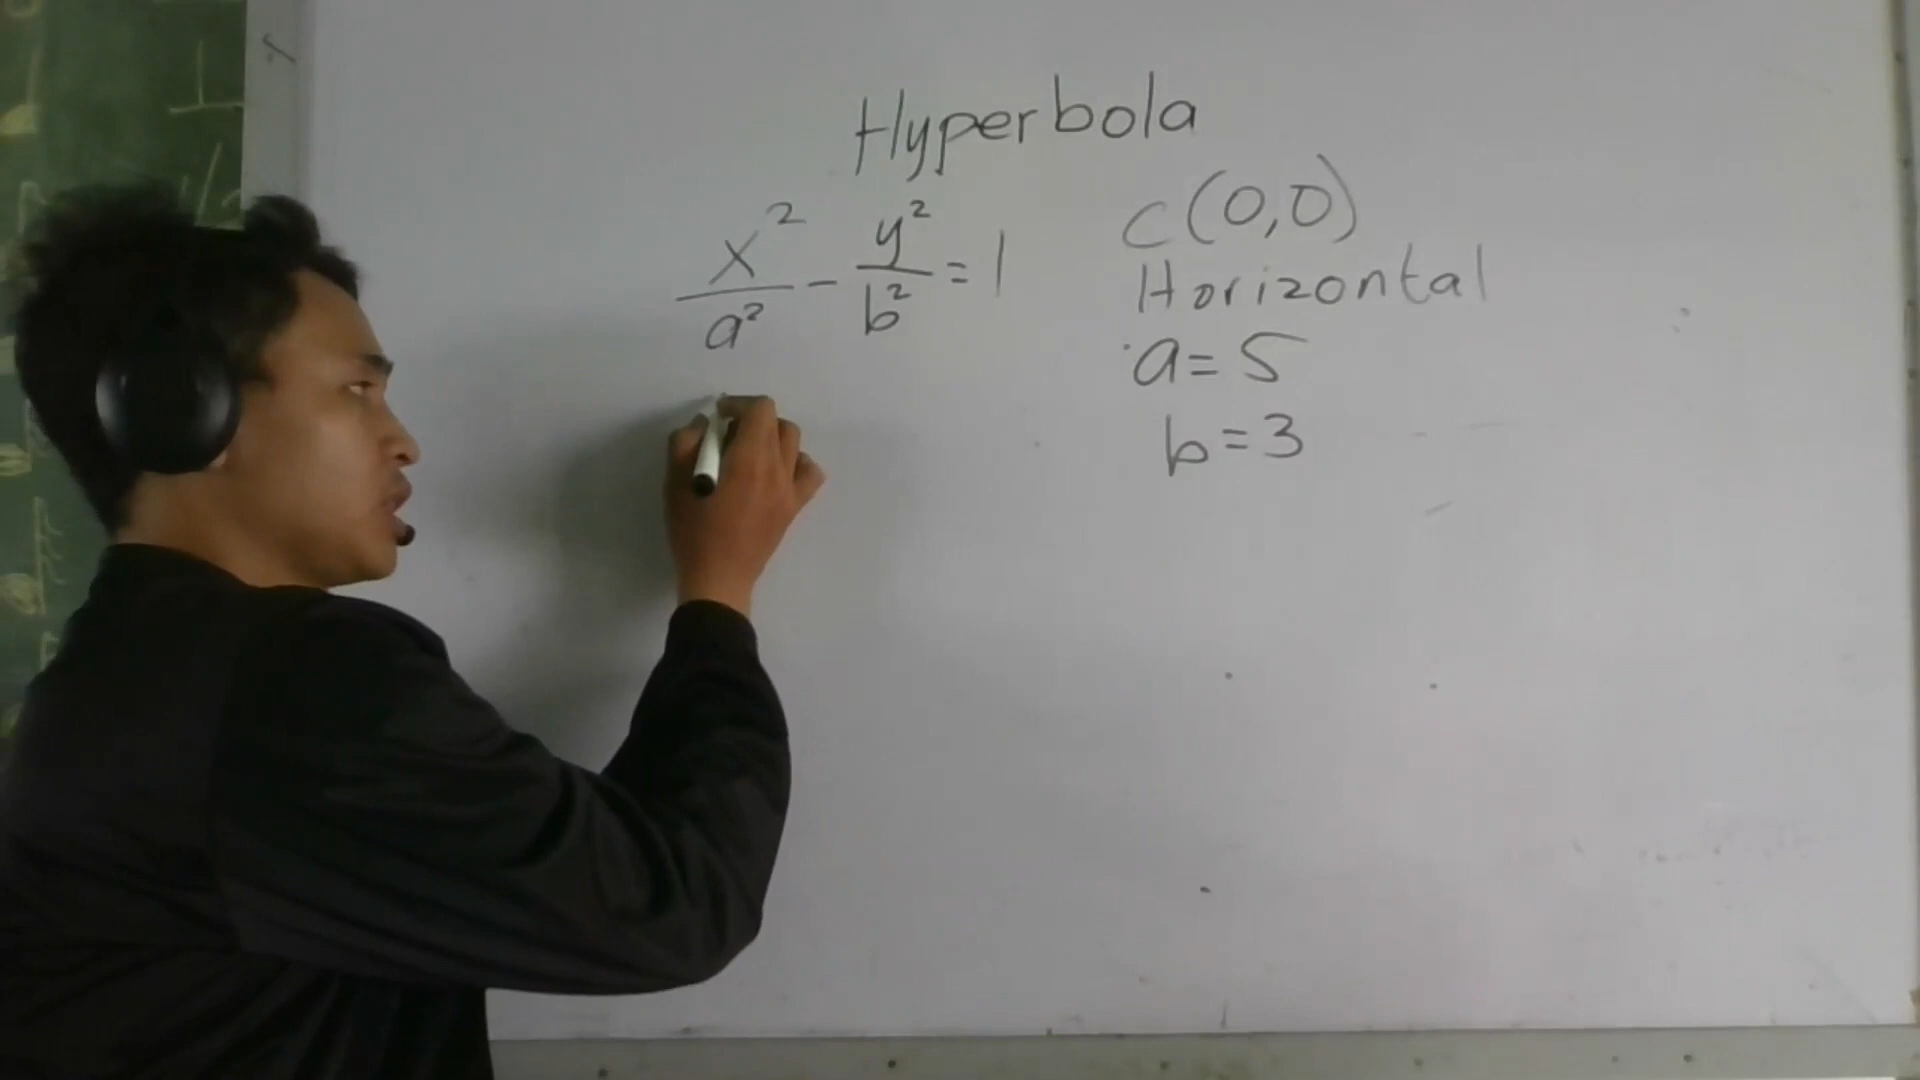 Hyperbola
x²/a² - y²/b² = 1
C(0,0)
Horizontal
a = 5
b = 3